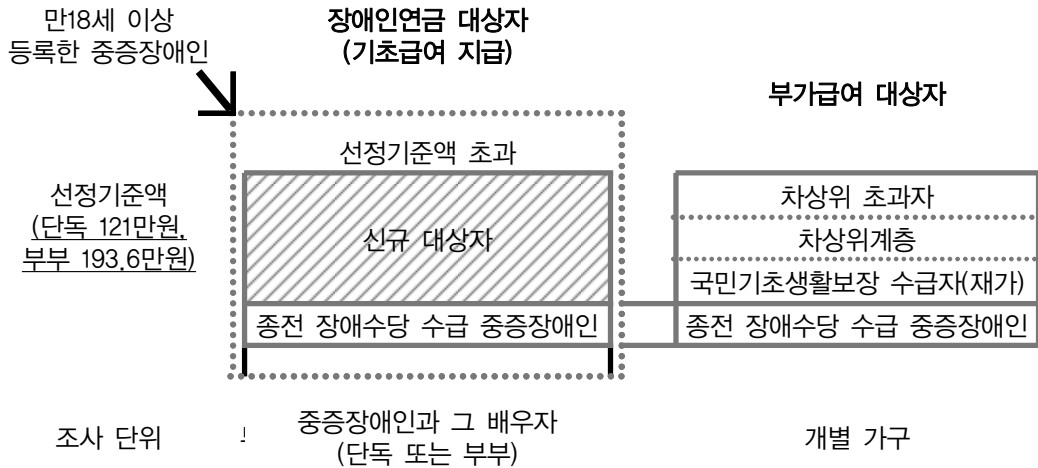 만18세 이상
등록한 중증장애인
장애인연금 대상자
(기초급여 지급)
부가급여 대상자
선정기준액 초과
선정기준액
(단독 121만원,
부부 193.6만원)
신규 대상자
종전 장애수당 수급 중증장애인
차상위 초과자
차상위계층
국민기초생활보장 수급자(재가)
종전 장애수당 수급 중증장애인
조사 단위
중증장애인과 그 배우자
(단독 또는 부부)
개별 가구